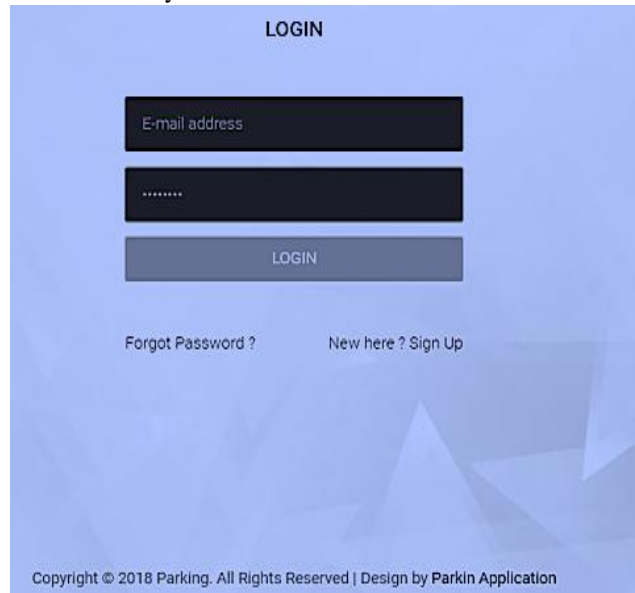 LOGIN
E-mail address
........
LOGIN
Forgot Password ? New here ? Sign Up
Copyright © 2018 Parking. All Rights Reserved | Design by Parkin Application